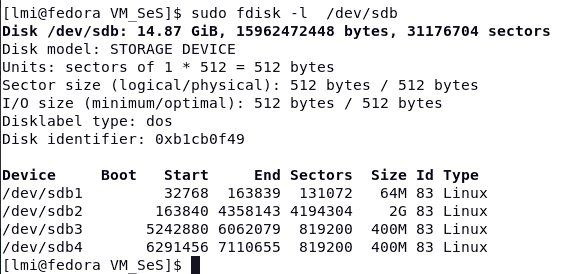 [lmi@fedora VM_SeS]$ sudo fdisk -l  /dev/sdb
Disk /dev/sdb: 14.87 GiB, 15962472448 bytes, 31176704 sectors
Disk model: STORAGE DEVICE
Units: sectors of 1 * 512 = 512 bytes
Sector size (logical/physical): 512 bytes / 512 bytes
I/O size (minimum/optimal): 512 bytes / 512 bytes
Disklabel type: dos
Disk identifier: 0xb1cb0f49

Device     Boot   Start     End Sectors  Size Id Type
/dev/sdb1         32768  163839  131072   64M 83 Linux
/dev/sdb2        163840 4358143 4194304    2G 83 Linux
/dev/sdb3       5242880 6062079  819200  400M 83 Linux
/dev/sdb4       6291456 7110655  819200  400M 83 Linux
[lmi@fedora VM_SeS]$